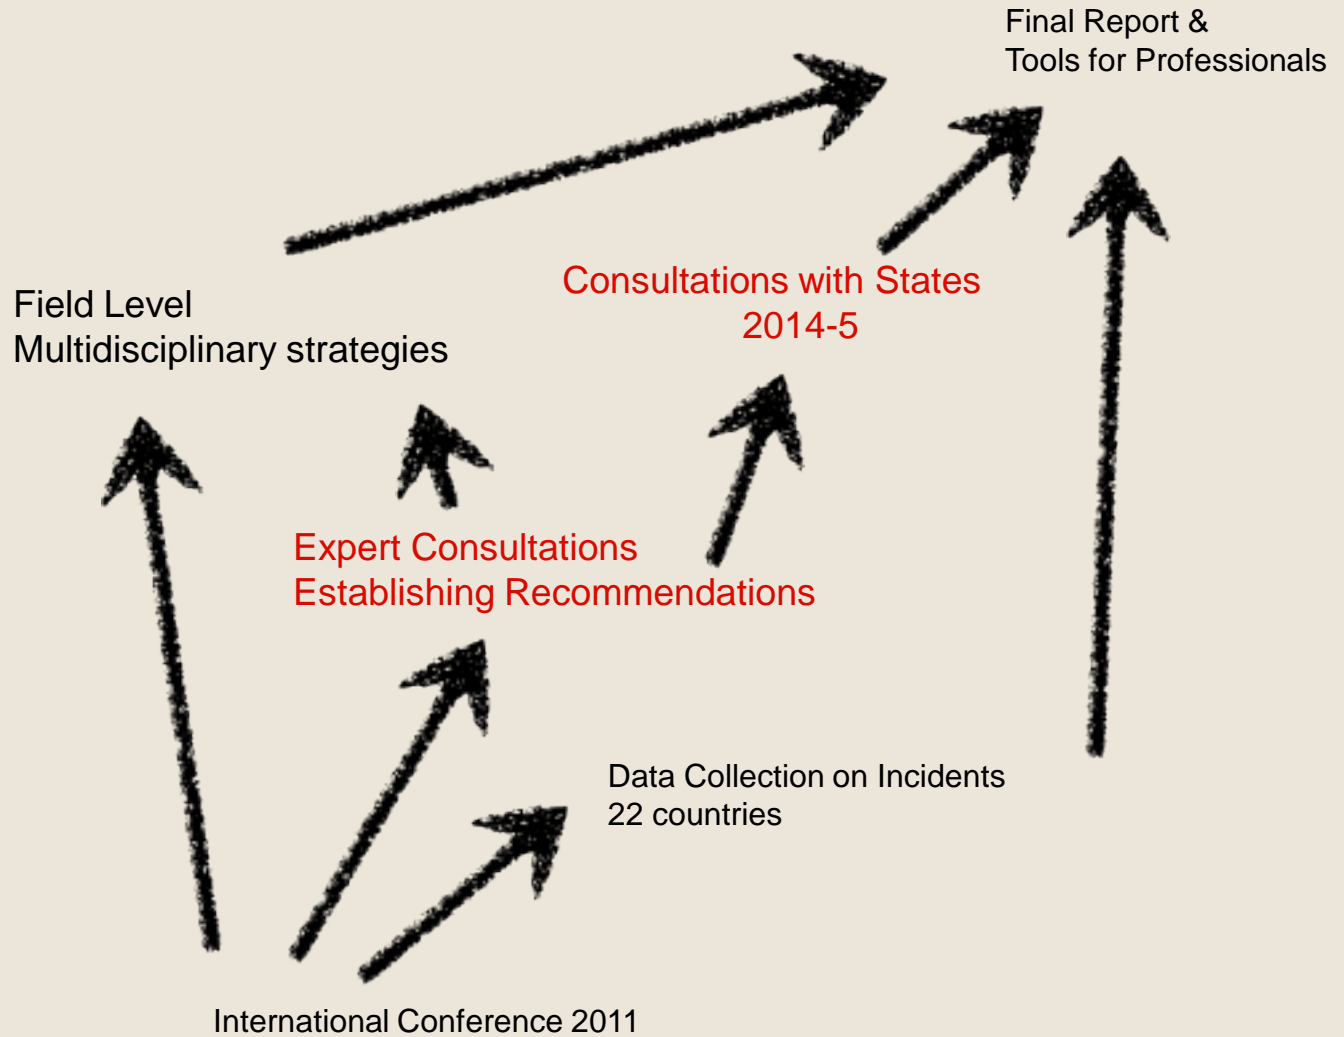 Final Report &
Tools for Professionals
Consultations with States
2014-5
Field Level
Multidisciplinary strategies
Expert Consultations
Establishing Recommendations
Data Collection on Incidents
22 countries
International Conference 2011